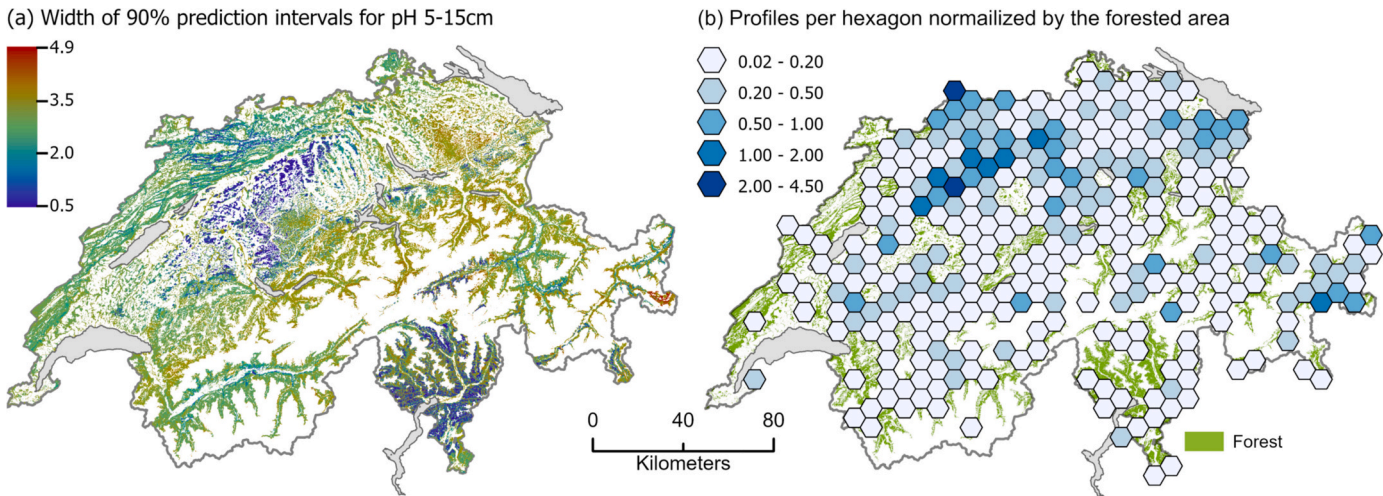 (a) Width of 90% prediction intervals for pH 5-15cm
4.9
3.5
2.0
0.5
0 40 80
Kilometers
(b) Profiles per hexagon normailized by the forested area
0.02 - 0.20
0.20 - 0.50
0.50 - 1.00
1.00 - 2.00
2.00 - 4.50
Forest